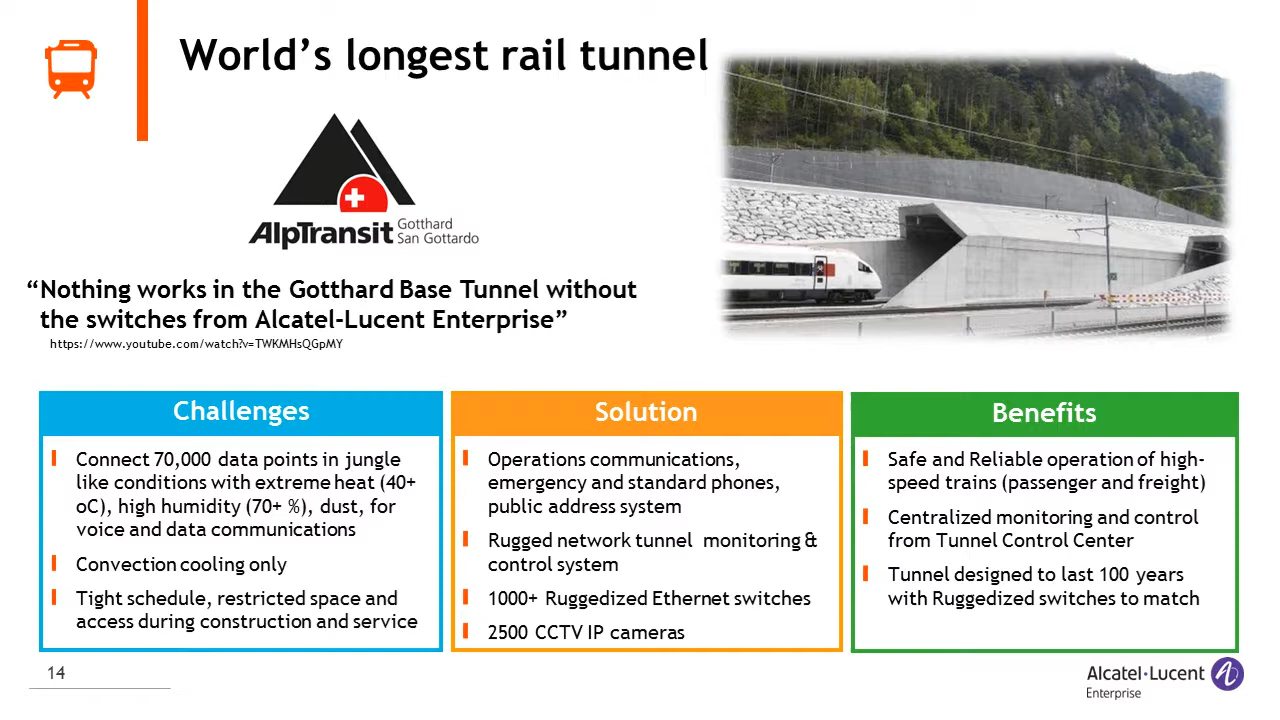 World's longest rail tunnel
AlpTransit Gotthard
San Gottardo
“Nothing works in the Gotthard Base Tunnel without
the switches from Alcatel-Lucent Enterprise”
https://www.youtube.com/watch?v=TWKMHsQGpMY
Challenges
Connect 70,000 data points in jungle
like conditions with extreme heat (40+
oC), high humidity (70+ %), dust, for
voice and data communications
Convection cooling only
Tight schedule, restricted space and
access during construction and service
Solution
Operations communications,
emergency and standard phones,
public address system
Rugged network tunnel monitoring &
control system
1000+ Ruggedized Ethernet switches
2500 CCTV IP cameras
Benefits
Safe and Reliable operation of high-
speed trains (passenger and freight)
Centralized monitoring and control
from Tunnel Control Center
Tunnel designed to last 100 years
with Ruggedized switches to match
14
Alcatel·Lucent
Enterprise